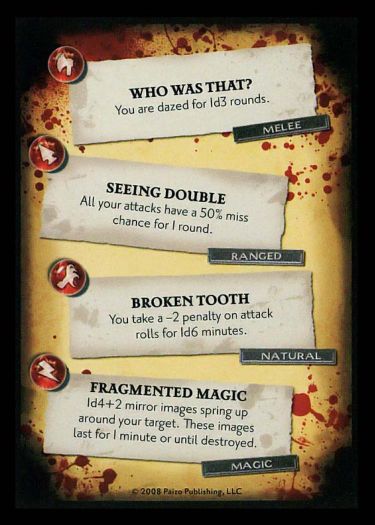 WHO WAS THAT?
You are dazed for 1d3 rounds.
MELEE
SEEING DOUBLE
All your attacks have a 50% miss
chance for 1 round.
RANGED
BROKEN TOOTH
You take a –2 penalty on attack
rolls for 1d6 minutes.
NATURAL
FRAGMENTED MAGIC
1d4+2 mirror images spring up
around your target. These images
last for 1 minute or until destroyed.
MAGIC
© 2008 Paizo Publishing, LLC